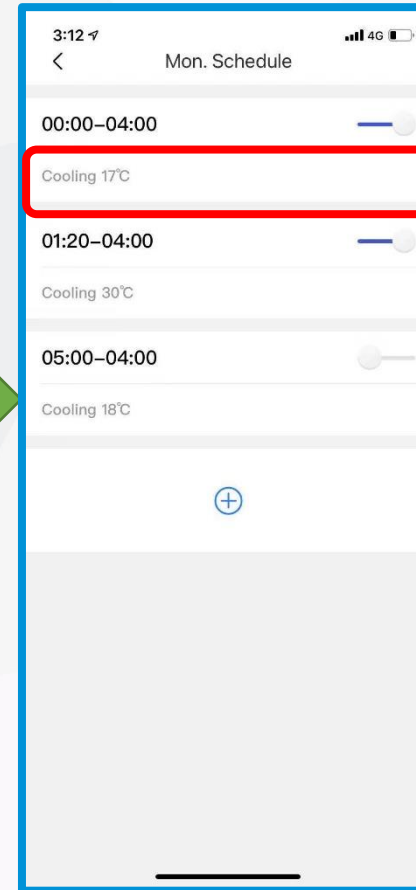 3:12
4G
Mon. Schedule
00:00–04:00
Cooling 17℃
01:20–04:00
Cooling 30℃
05:00–04:00
Cooling 18℃